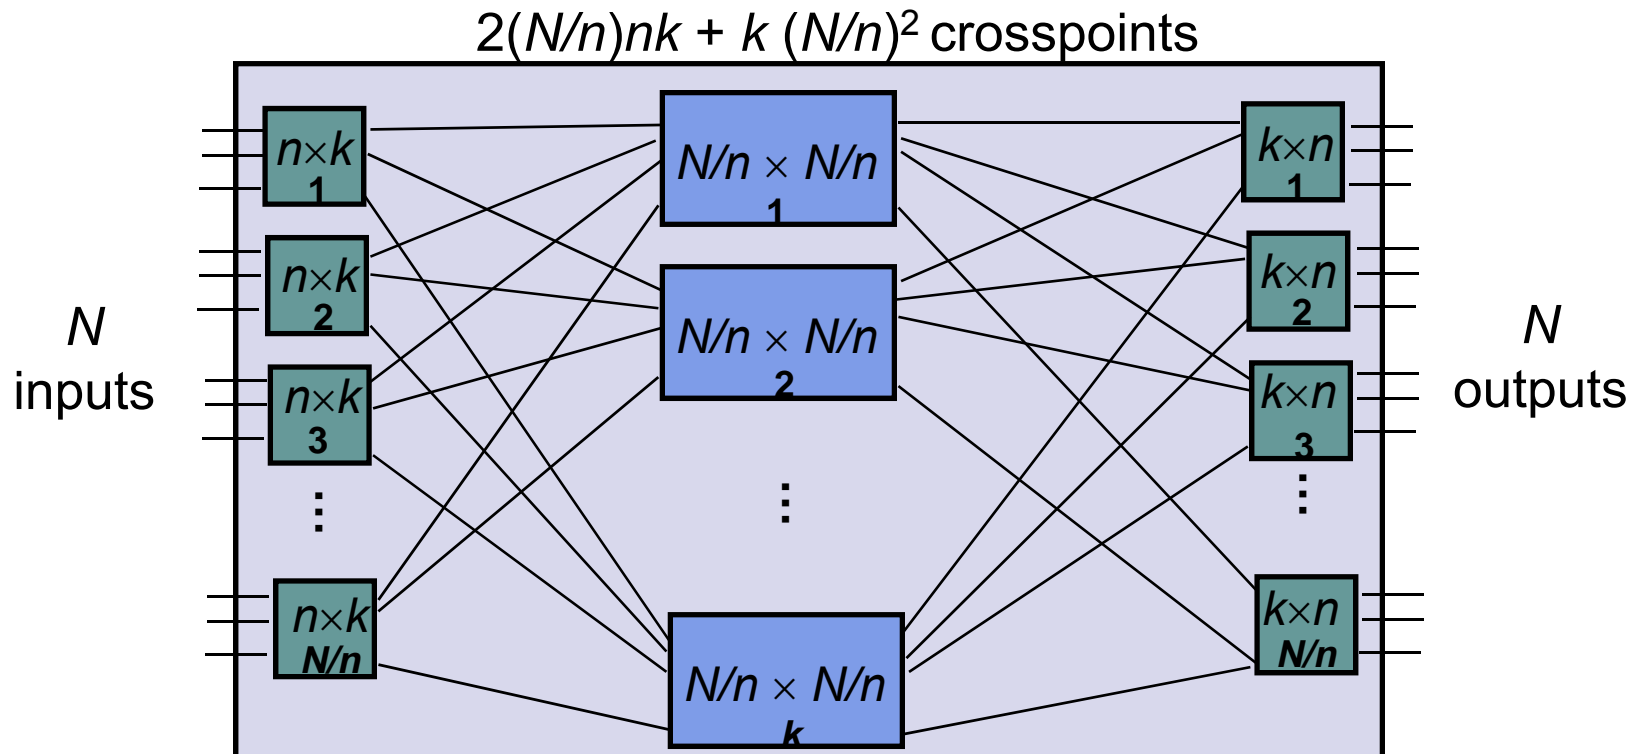 2(N/n)nk + k (N/n)² crosspoints
N
inputs
n×k
1
n×k
2
n×k
3
⋮
n×k
N/n
N/n × N/n
1
N/n × N/n
2
⋮
N/n × N/n
k
k×n
1
k×n
2
k×n
3
⋮
k×n
N/n
N
outputs